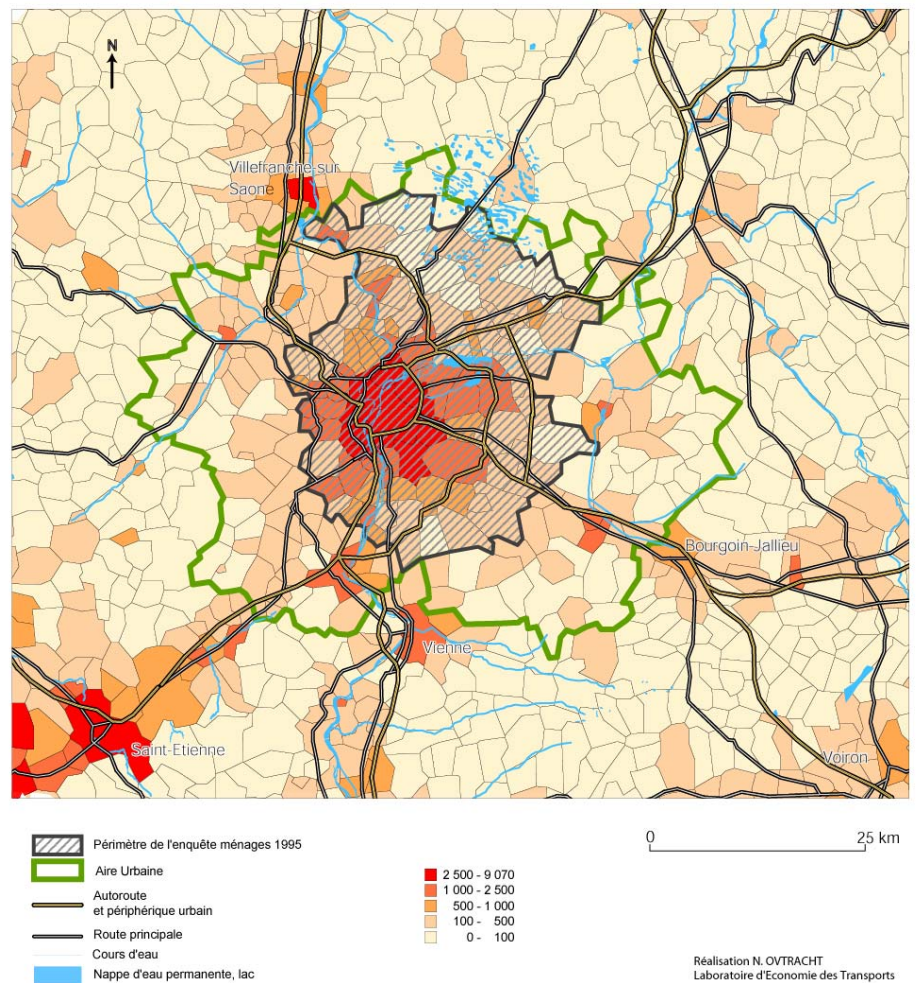 N
Villefranche-sur
Saone
Bourgoin-Jallieu
Vienne
Saint-Etienne
Voiron
0 25 km
Périmètre de l'enquête ménages 1995
Aire Urbaine
Autoroute
et périphérique urbain
Route principale
Cours d'eau
Nappe d'eau permanente, lac
2 500 - 9 070
1 000 - 2 500
500 - 1 000
100 - 500
0 - 100
Réalisation N. OVTRACHT
Laboratoire d'Economie des Transports